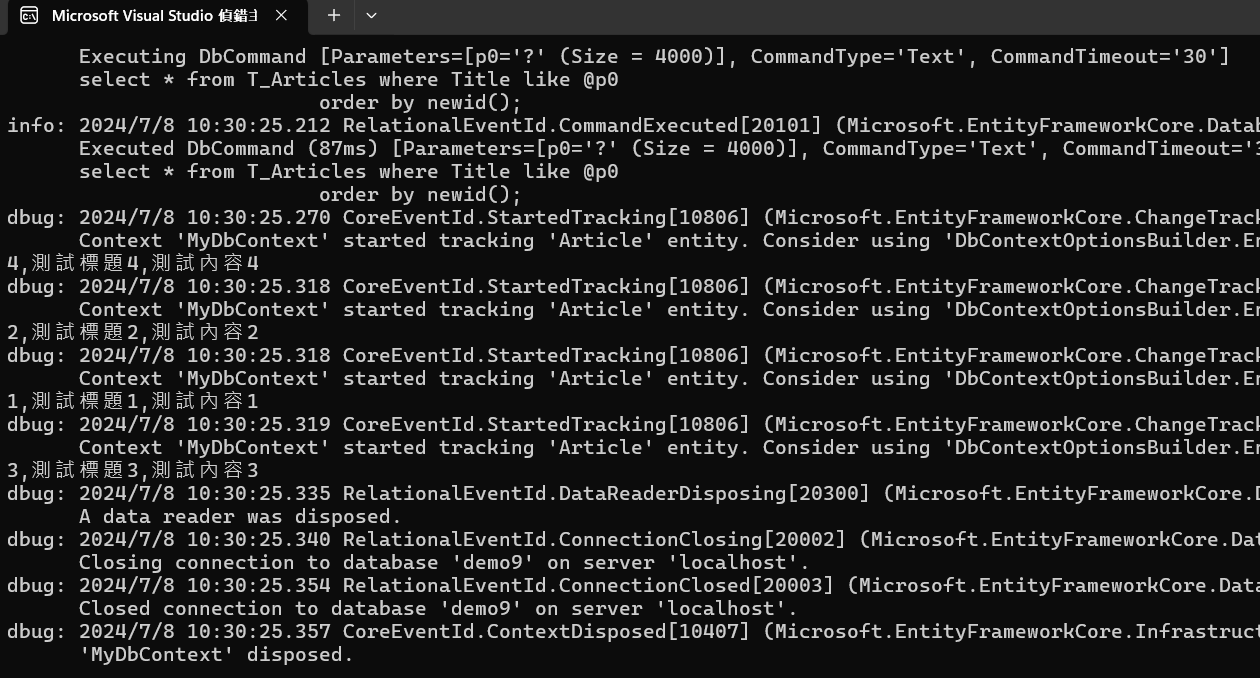 Microsoft Visual Studio 偵錯主
Executing DbCommand [Parameters=[p0='?' (Size = 4000)], CommandType='Text', CommandTimeout='30']
select * from T_Articles where Title like @p0
order by newid();
info: 2024/7/8 10:30:25.212 RelationalEventId.CommandExecuted[20101] (Microsoft.EntityFrameworkCore.Datab
Executed DbCommand (87ms) [Parameters=[p0='?' (Size = 4000)], CommandType='Text', CommandTimeout='3
select * from T_Articles where Title like @p0
order by newid();
dbug: 2024/7/8 10:30:25.270 CoreEventId.StartedTracking[10806] (Microsoft.EntityFrameworkCore.ChangeTrack
Context 'MyDbContext' started tracking 'Article' entity. Consider using 'DbContextOptionsBuilder.En
4,測試標題4,測試內容4
dbug: 2024/7/8 10:30:25.318 CoreEventId.StartedTracking[10806] (Microsoft.EntityFrameworkCore.ChangeTrack
Context 'MyDbContext' started tracking 'Article' entity. Consider using 'DbContextOptionsBuilder.En
2,測試標題2,測試內容2
dbug: 2024/7/8 10:30:25.318 CoreEventId.StartedTracking[10806] (Microsoft.EntityFrameworkCore.ChangeTrack
Context 'MyDbContext' started tracking 'Article' entity. Consider using 'DbContextOptionsBuilder.En
1,測試標題1,測試內容1
dbug: 2024/7/8 10:30:25.319 CoreEventId.StartedTracking[10806] (Microsoft.EntityFrameworkCore.ChangeTrack
Context 'MyDbContext' started tracking 'Article' entity. Consider using 'DbContextOptionsBuilder.En
3,測試標題3,測試內容3
dbug: 2024/7/8 10:30:25.335 RelationalEventId.DataReaderDisposing[20300] (Microsoft.EntityFrameworkCore.D
A data reader was disposed.
dbug: 2024/7/8 10:30:25.340 RelationalEventId.ConnectionClosing[20002] (Microsoft.EntityFrameworkCore.Dat
Closing connection to database 'demo9' on server 'localhost'.
dbug: 2024/7/8 10:30:25.354 RelationalEventId.ConnectionClosed[20003] (Microsoft.EntityFrameworkCore.Data
Closed connection to database 'demo9' on server 'localhost'.
dbug: 2024/7/8 10:30:25.357 CoreEventId.ContextDisposed[10407] (Microsoft.EntityFrameworkCore.Infrastruct
'MyDbContext' disposed.